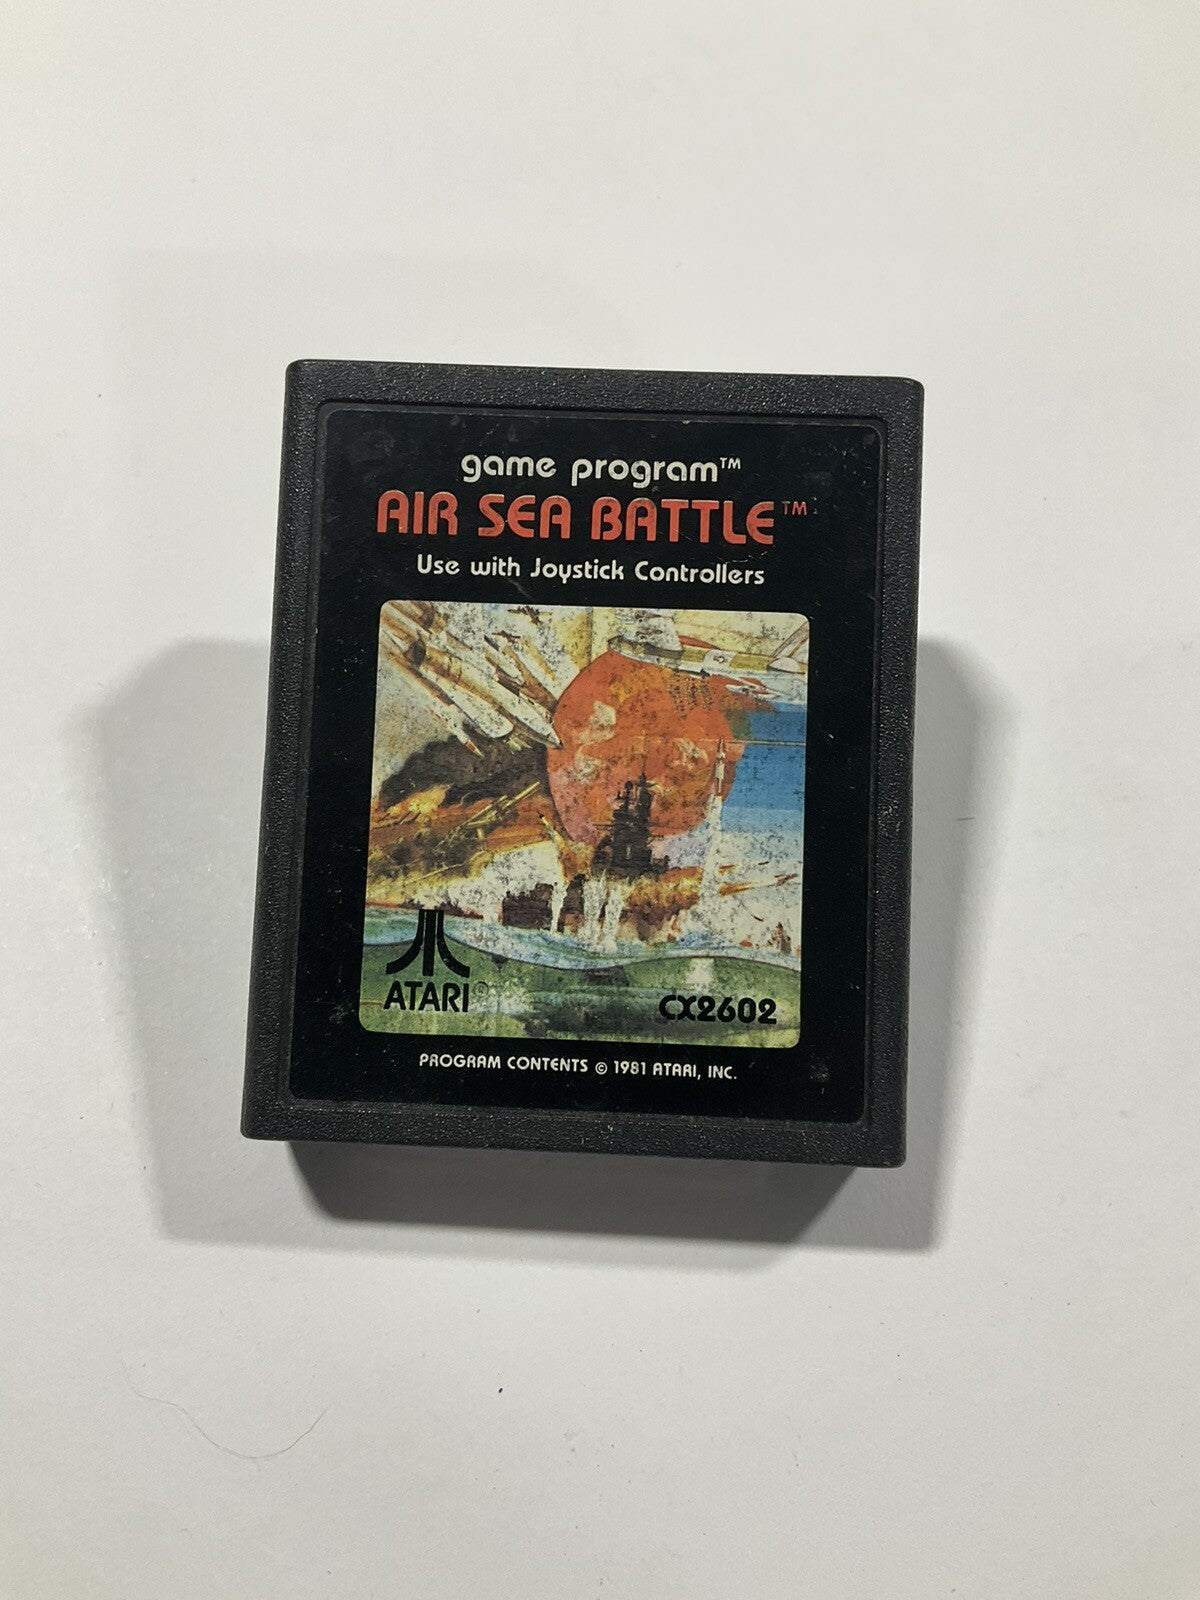 game program™
AIR SEA BATTLE™
Use with Joystick Controllers
ATARI®
CX2602
PROGRAM CONTENTS © 1981 ATARI, INC.